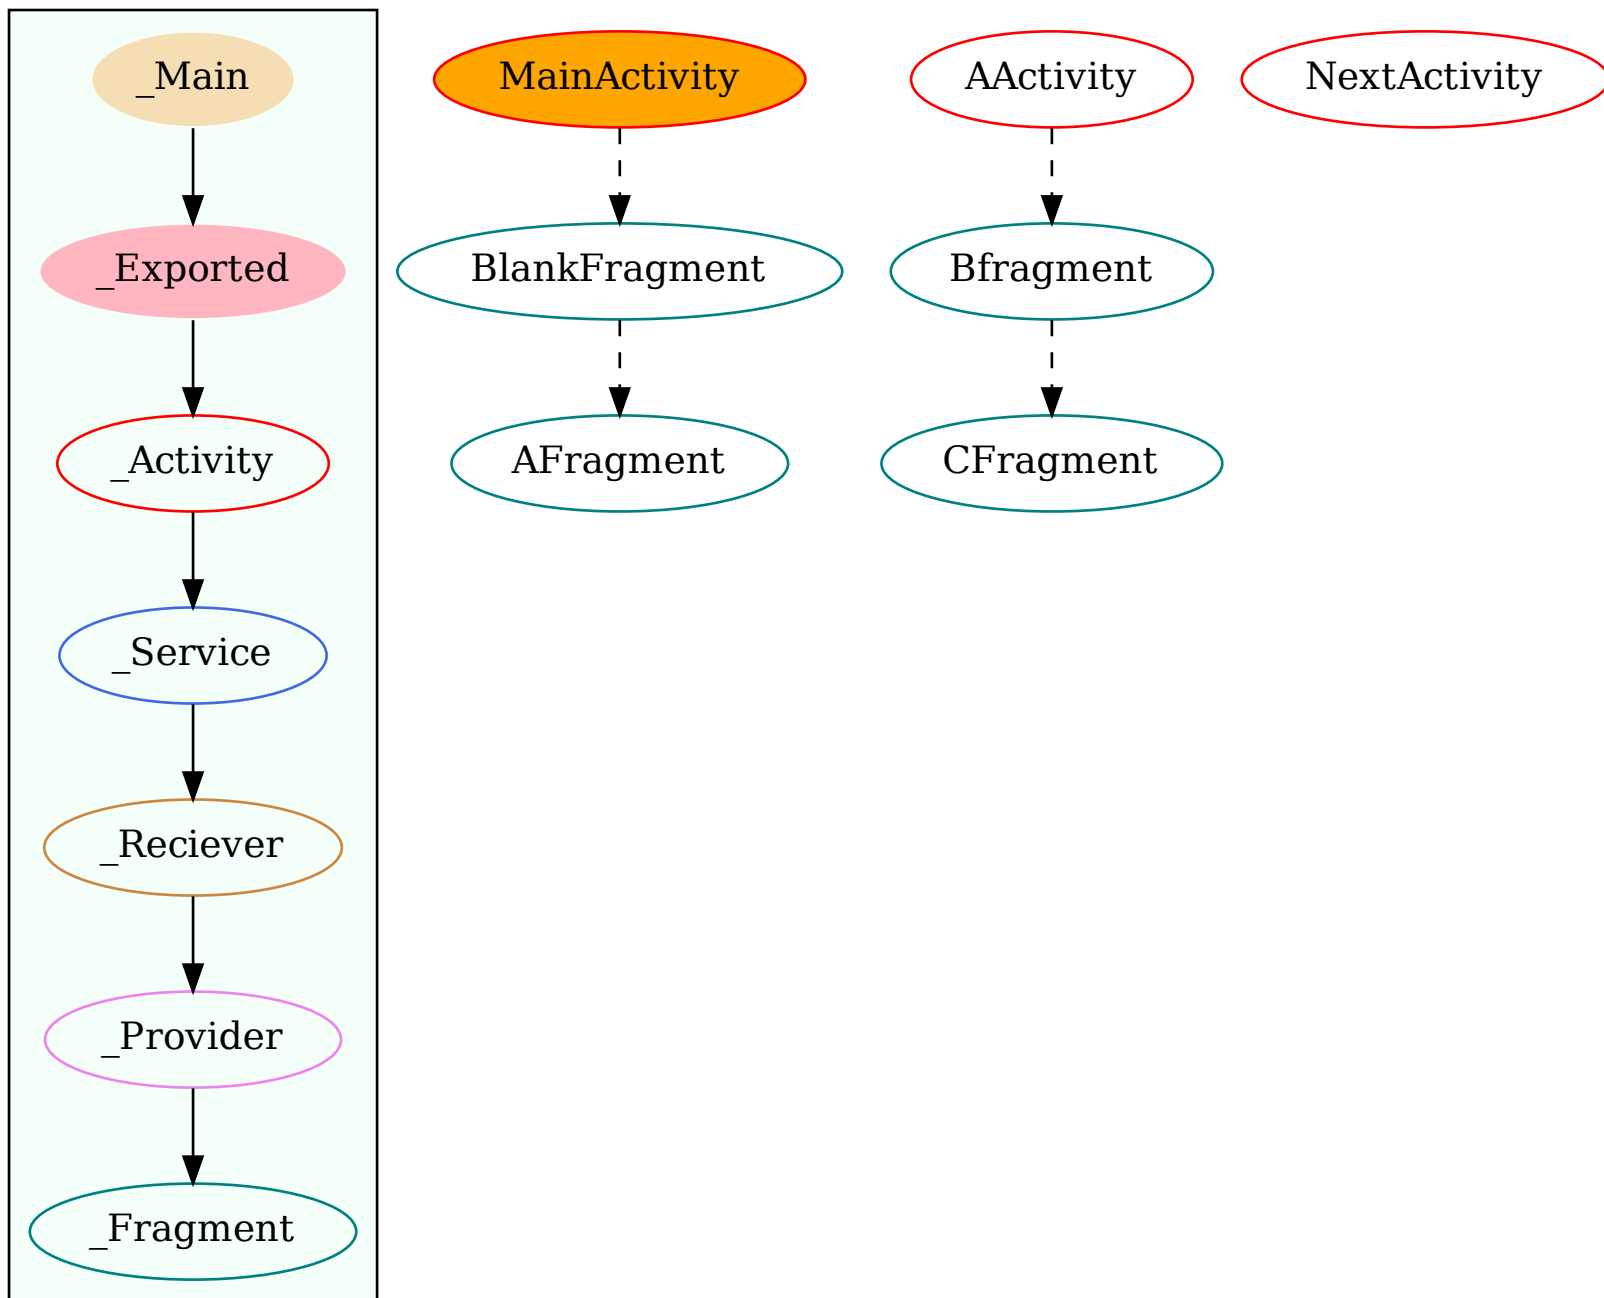 _Main
_Exported
_Activity
_Service
_Reciever
_Provider
_Fragment
MainActivity
BlankFragment
AFragment
AActivity
Bfragment
CFragment
NextActivity